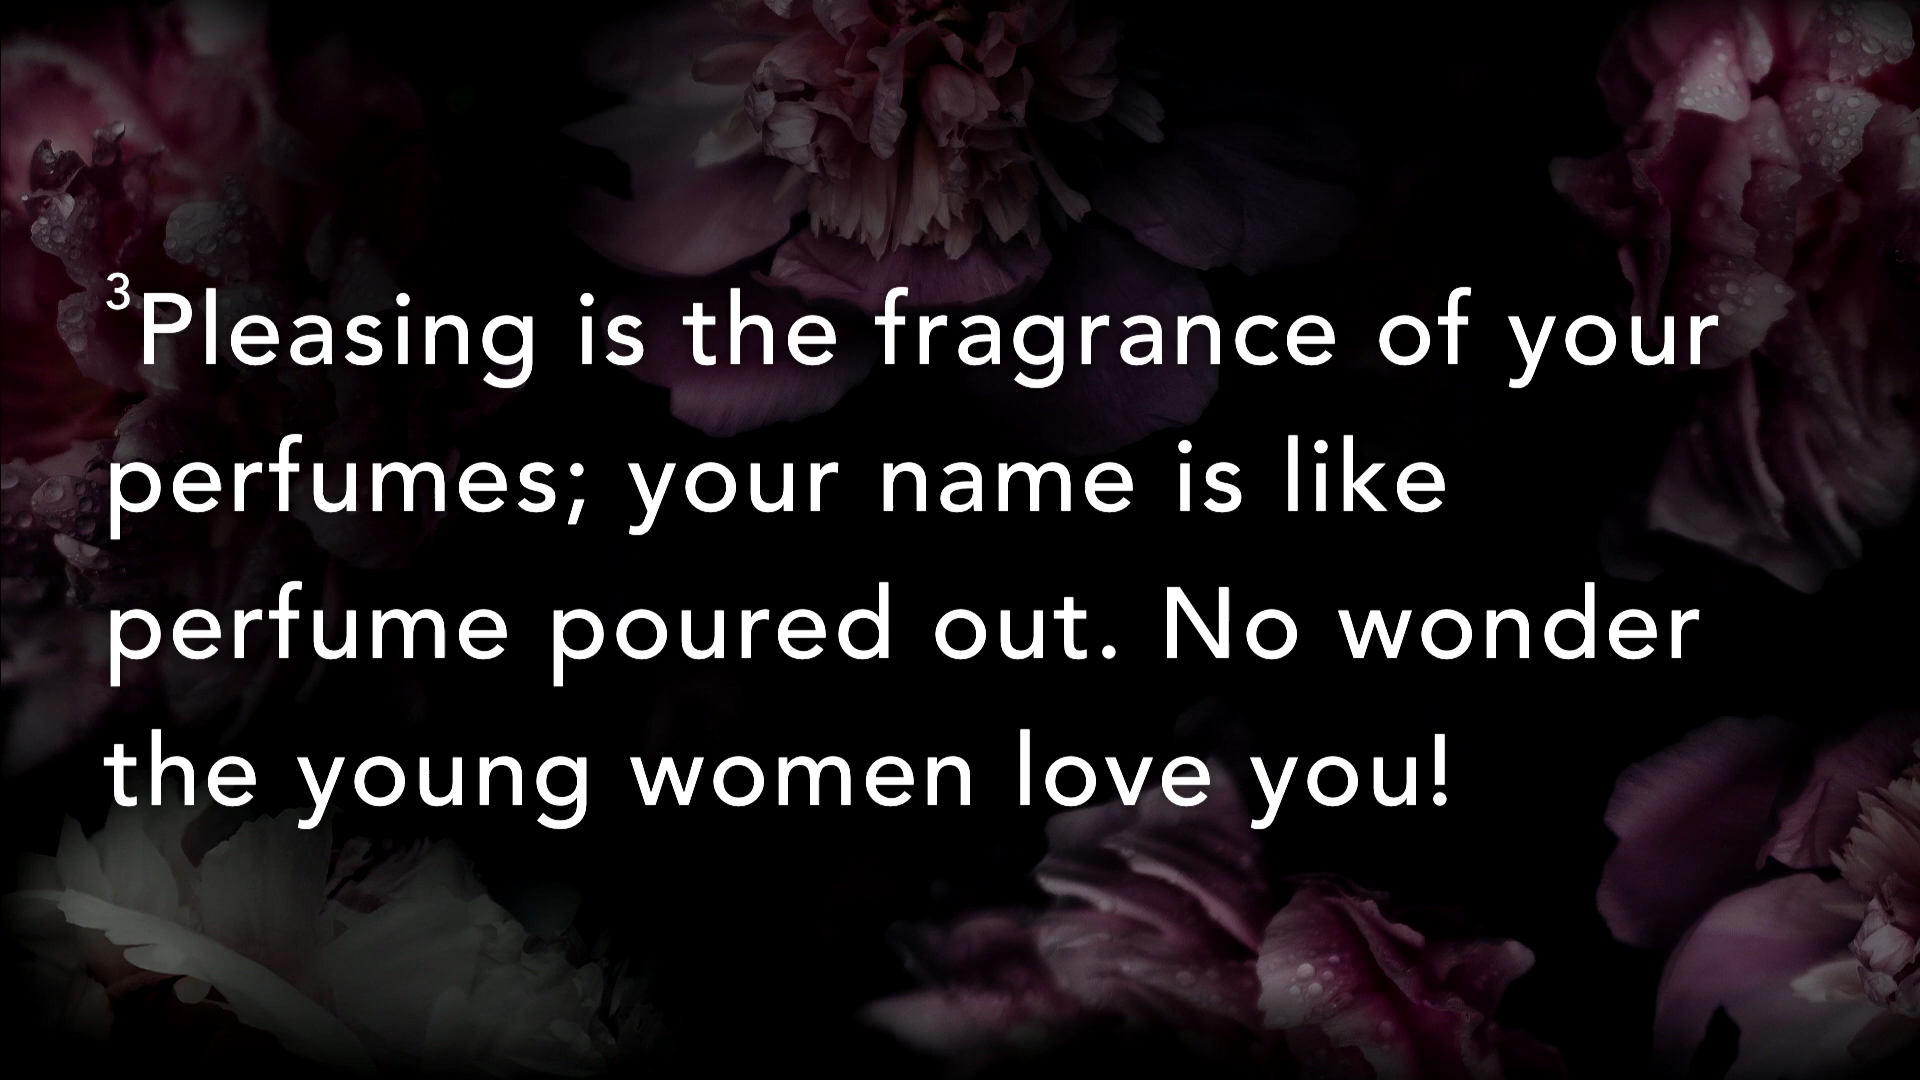 ³Pleasing is the fragrance of your
perfumes; your name is like
perfume poured out. No wonder
the young women love you!